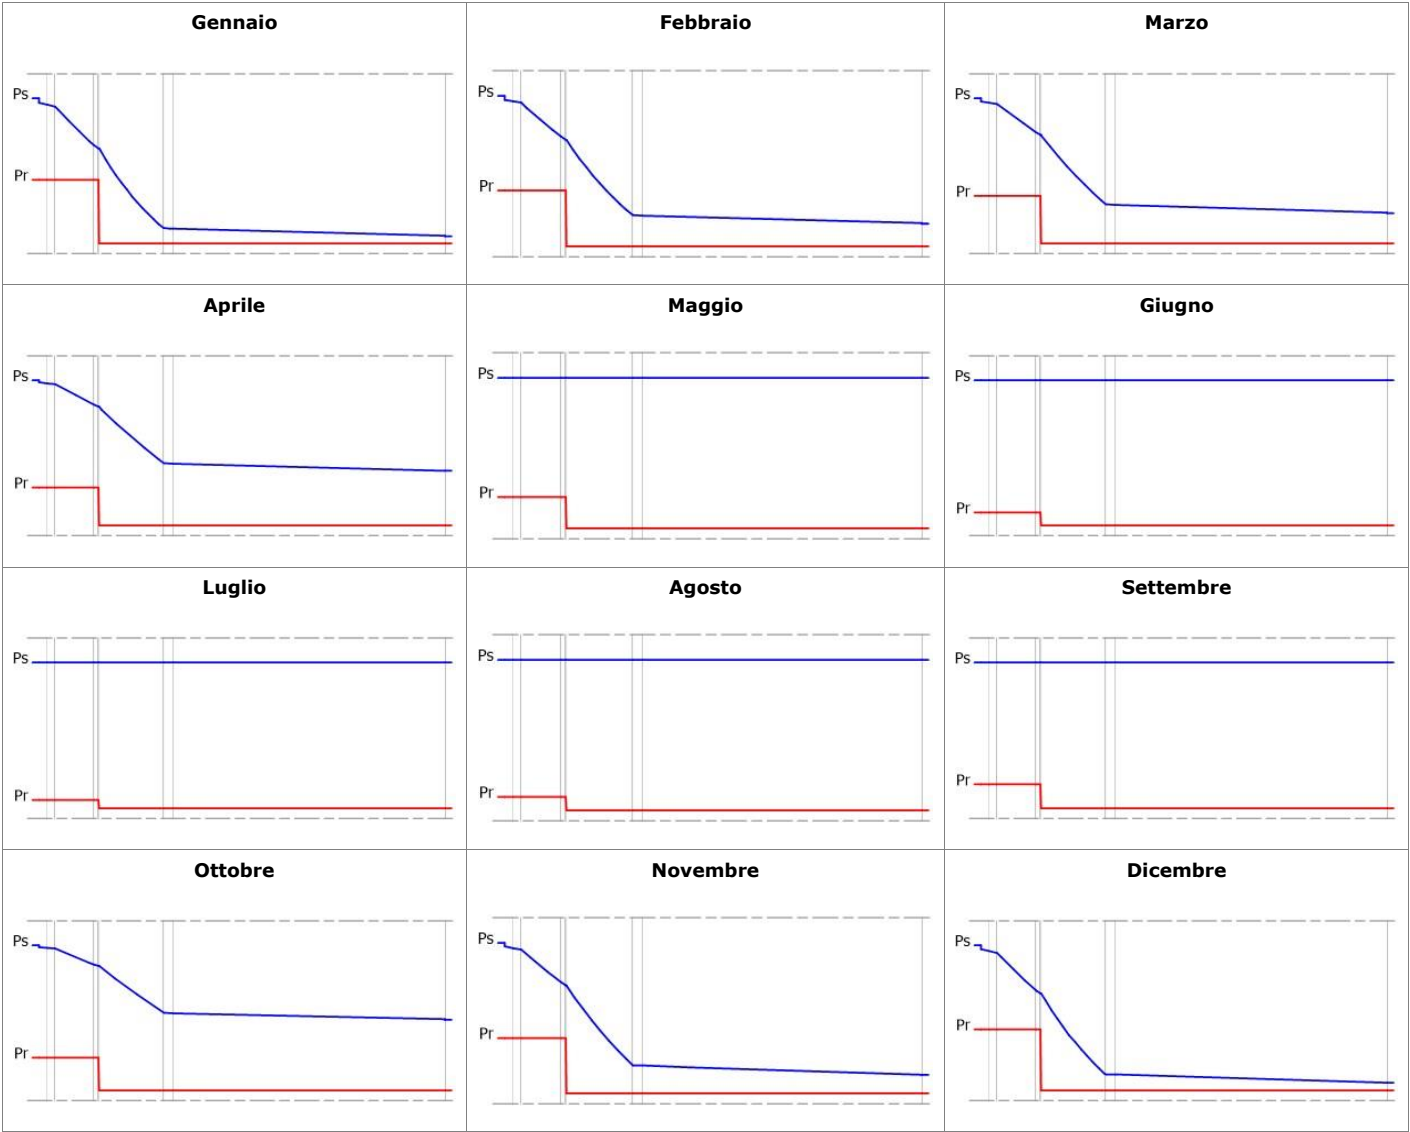 Gennaio
Febbraio
Marzo
Ps
Ps
Ps
Pr
Pr
Pr
Aprile
Maggio
Giugno
Ps
Ps
Ps
Pr
Pr
Pr
Luglio
Agosto
Settembre
Ps
Ps
Ps
Pr
Pr
Pr
Ottobre
Novembre
Dicembre
Ps
Ps
Ps
Pr
Pr
Pr